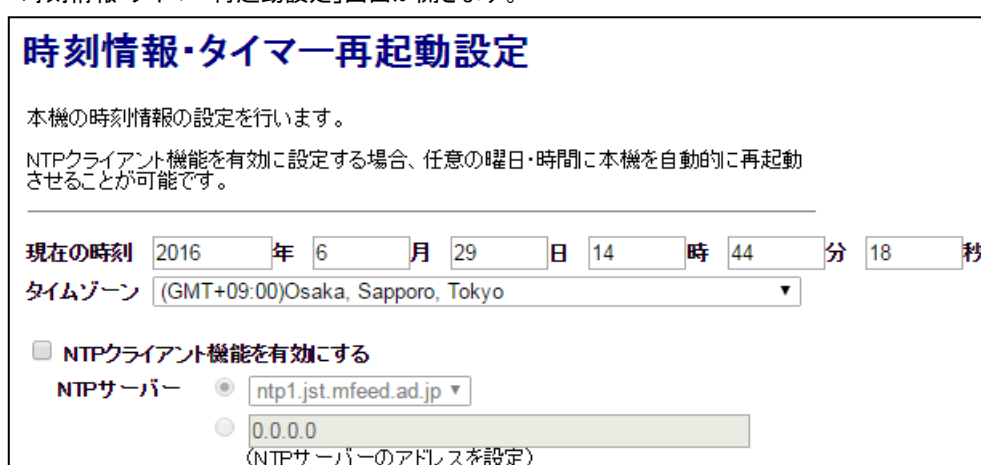 時刻情報・タイマー再起動設定
本機の時刻情報の設定を行います。
NTPクライアント機能を有効に設定する場合、任意の曜日・時間に本機を自動的に再起動
させることが可能です。
現在の時刻 2016 年 6 月 29 日 14 時 44 分 18 秒
タイムゾーン (GMT+09:00)Osaka, Sapporo, Tokyo
NTPクライアント機能を有効にする
NTPサーバー ntp1.jst.mfeed.ad.jp
0.0.0.0
(NTPサーバーのアドレスを設定)